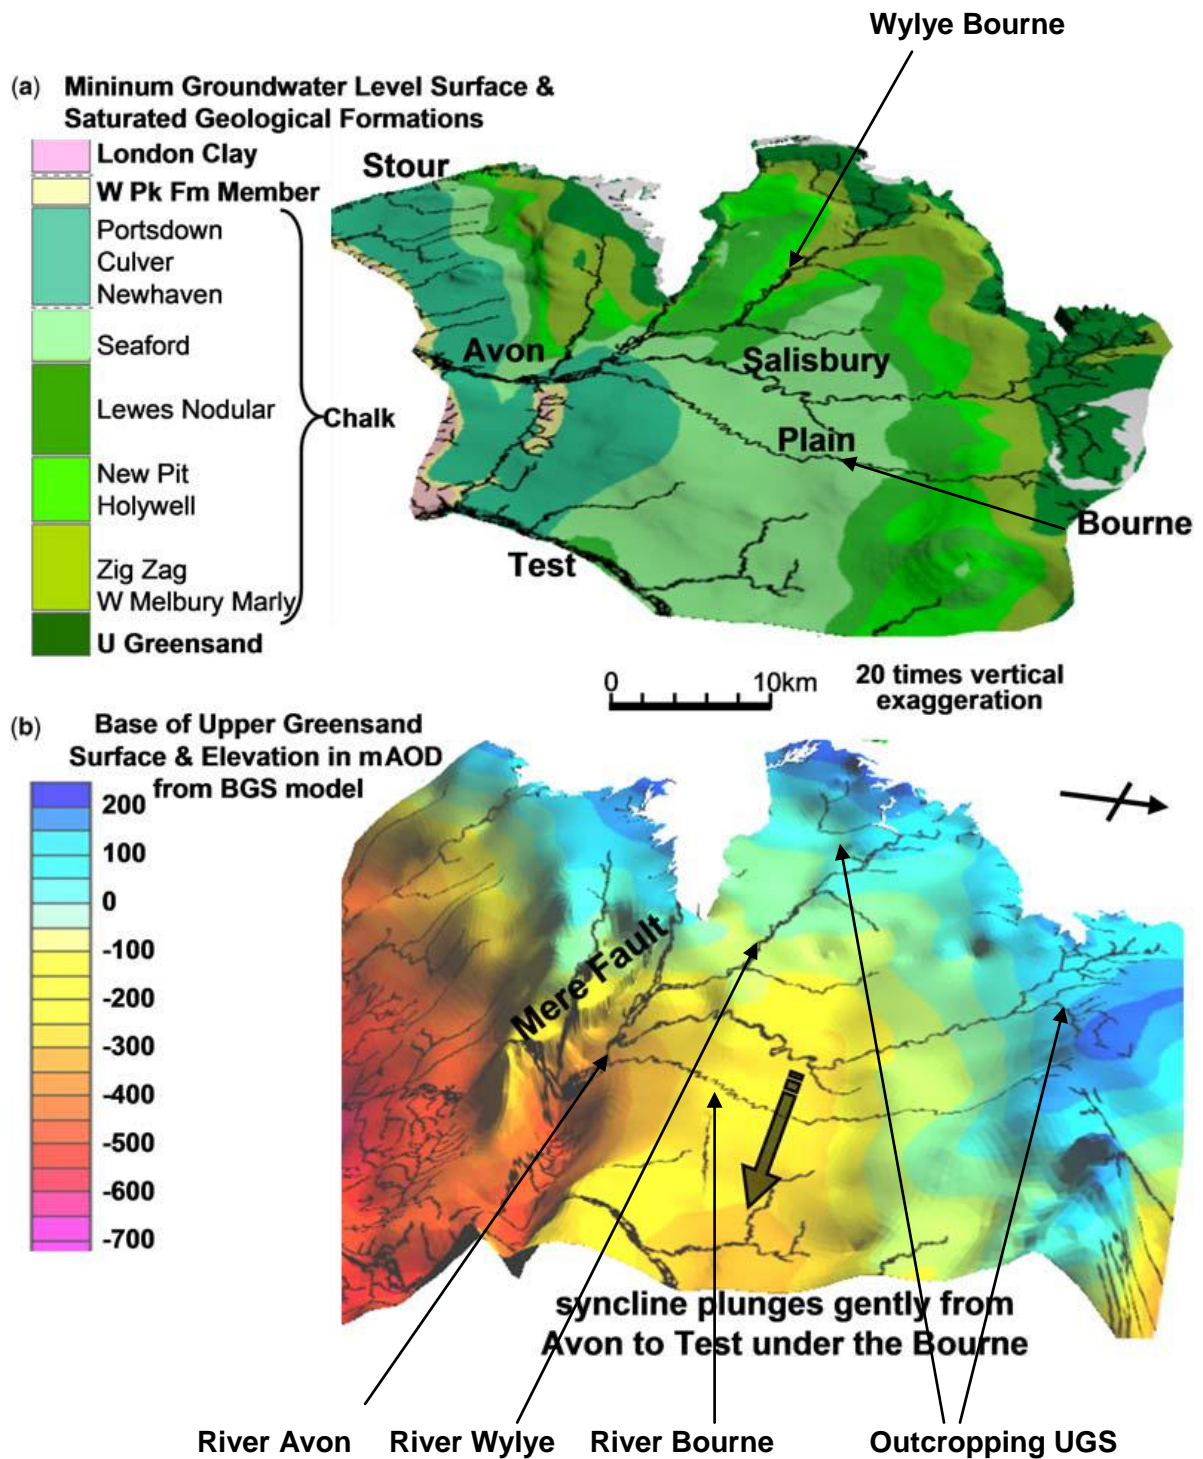 Wylye Bourne
(a) Mininum Groundwater Level Surface &
Saturated Geological Formations
London Clay
W Pk Fm Member
Portsdown
Culver
Newhaven
Seaford
Lewes Nodular
New Pit
Holywell
Zig Zag
W Melbury Marly
U Greensand
Chalk
Stour
Avon
Salisbury
Plain
Bourne
Test
0 10km
20 times vertical
exaggeration
(b) Base of Upper Greensand
Surface & Elevation in mAOD
from BGS model
200
100
0
-100
-200
-300
-400
-500
-600
-700
Mere Fault
syncline plunges gently from
Avon to Test under the Bourne
River Avon River Wylye River Bourne Outcropping UGS